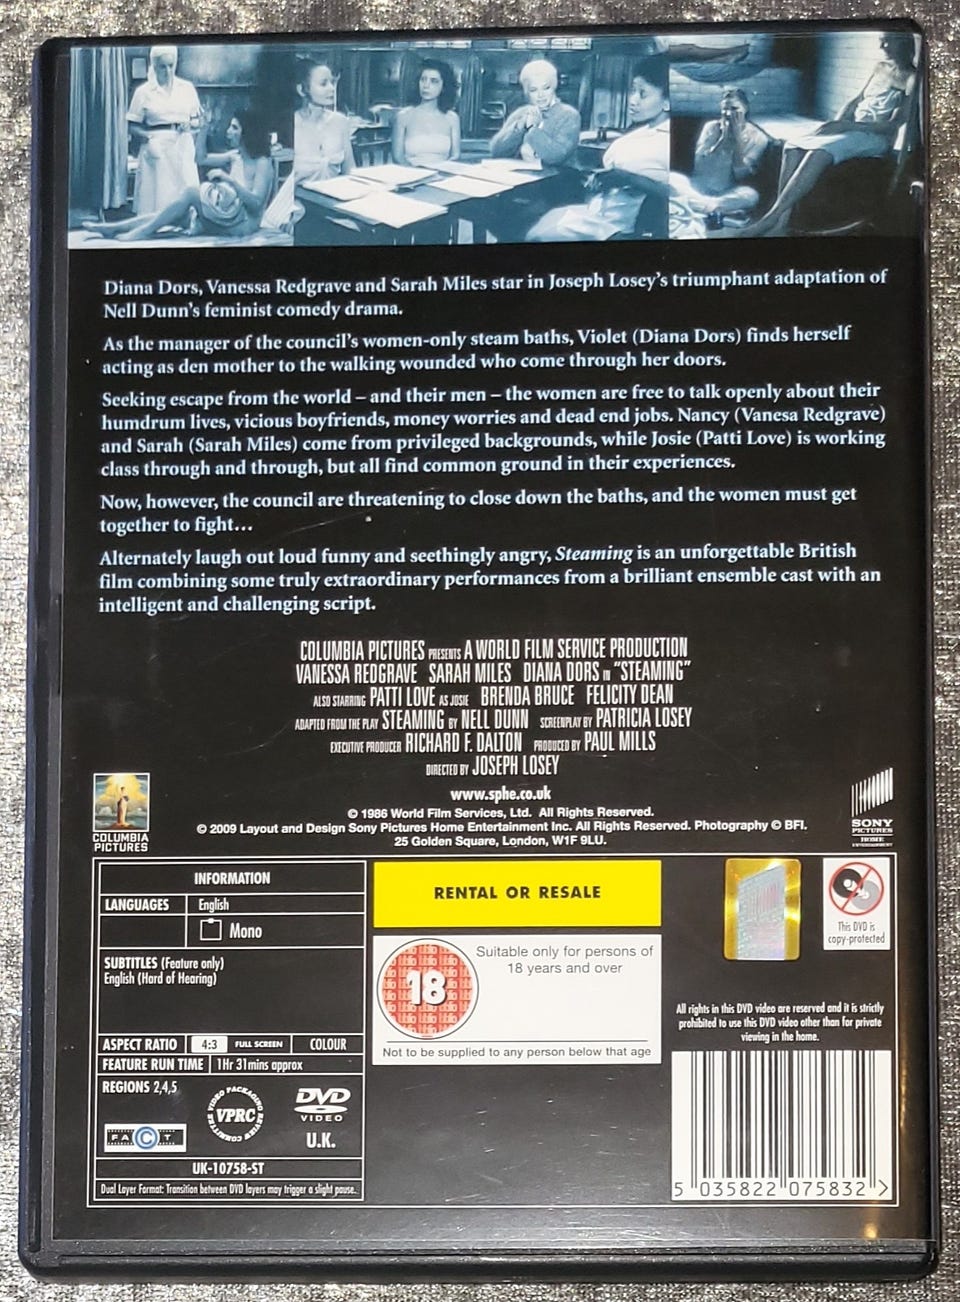 Diana Dors, Vanessa Redgrave and Sarah Miles star in Joseph Losey's triumphant adaptation of
Nell Dunn's feminist comedy drama.
As the manager of the council's women-only steam baths, Violet (Diana Dors) finds herself
acting as den mother to the walking wounded who come through her doors.
Seeking escape from the world – and their men – the women are free to talk openly about their
humdrum lives, vicious boyfriends, money worries and dead end jobs. Nancy (Vanesa Redgrave)
and Sarah (Sarah Miles) come from privileged backgrounds, while Josie (Patti Love) is working
class through and through, but all find common ground in their experiences.
Now, however, the council are threatening to close down the baths, and the women must get
together to fight...
Alternately laugh out loud funny and seethingly angry, Steaming is an unforgettable British
film combining some truly extraordinary performances from a brilliant ensemble cast with an
intelligent and challenging script.
COLUMBIA PICTURES PRESENTS A WORLD FILM SERVICE PRODUCTION
VANESSA REDGRAVE SARAH MILES DIANA DORS IN "STEAMING"
ALSO STARRING PATTI LOVE AS JOSIE BRENDA BRUCE FELICITY DEAN
ADAPTED FROM THE PLAY STEAMING BY NELL DUNN SCREENPLAY BY PATRICIA LOSEY
EXECUTIVE PRODUCER RICHARD F. DALTON PRODUCED BY PAUL MILLS
DIRECTED BY JOSEPH LOSEY
www.sphe.co.uk
© 1986 World Film Services, Ltd. All Rights Reserved.
© 2009 Layout and Design Sony Pictures Home Entertainment Inc. All Rights Reserved. Photography © BFI.
25 Golden Square, London, W1F 9LU.
COLUMBIA
PICTURES
SONY
PICTURES
HOME
ENTERTAINMENT
INFORMATION
LANGUAGES English
Mono
SUBTITLES (Feature only)
English (Hard of Hearing)
ASPECT RATIO 4:3 FULL SCREEN COLOUR
FEATURE RUN TIME 1Hr 31mins approx
REGIONS 2,4,5
VIDEO PACKAGING REVIEW COMMITTEE
VPRC
DVD
VIDEO
U.K.
FACT
UK-10758-ST
Dual Layer Format: Transition between DVD layers may trigger a slight pause.
RENTAL OR RESALE
18
Suitable only for persons of
18 years and over
Not to be supplied to any person below that age
This DVD is
copy-protected
All rights in this DVD video are reserved and it is strictly
prohibited to use this DVD video other than for private
viewing in the home.
5 035822 075832 >